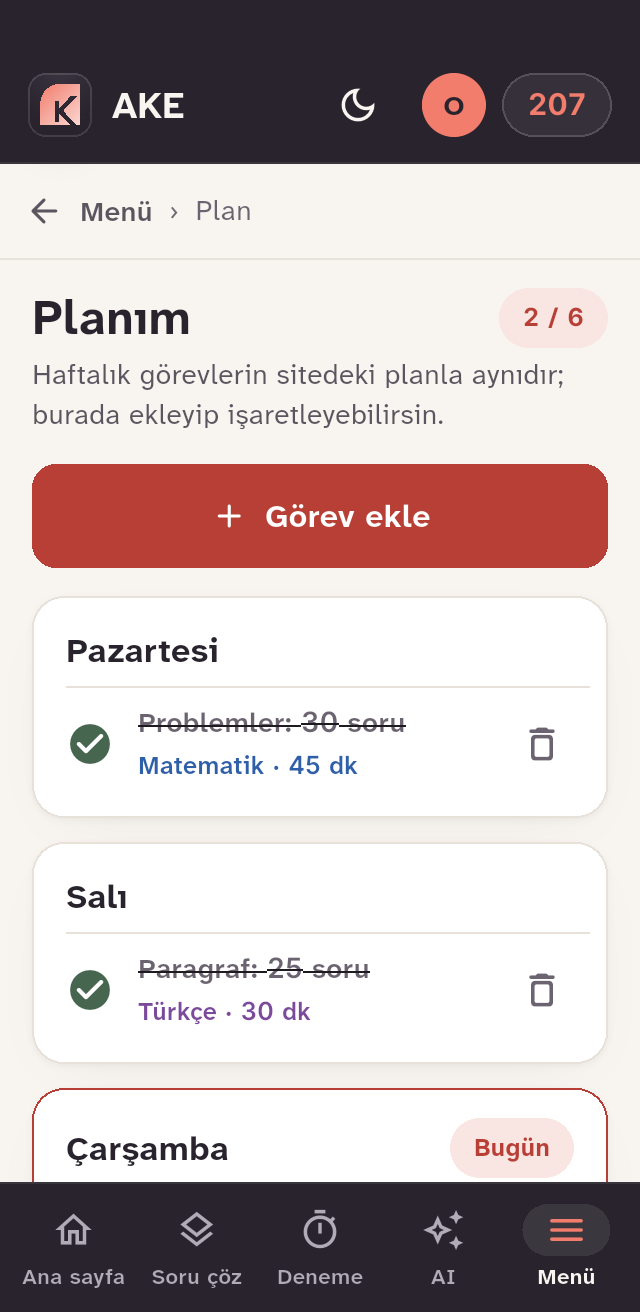 K AKE O 207
Menü › Plan
Planım 2 / 6
Haftalık görevlerin sitedeki planla aynıdır;
burada ekleyip işaretleyebilirsin.
+ Görev ekle
Pazartesi
Problemler: 30 soru
Matematik · 45 dk
Salı
Paragraf: 25 soru
Türkçe · 30 dk
Çarşamba Bugün
Ana sayfa Soru çöz Deneme AI Menü